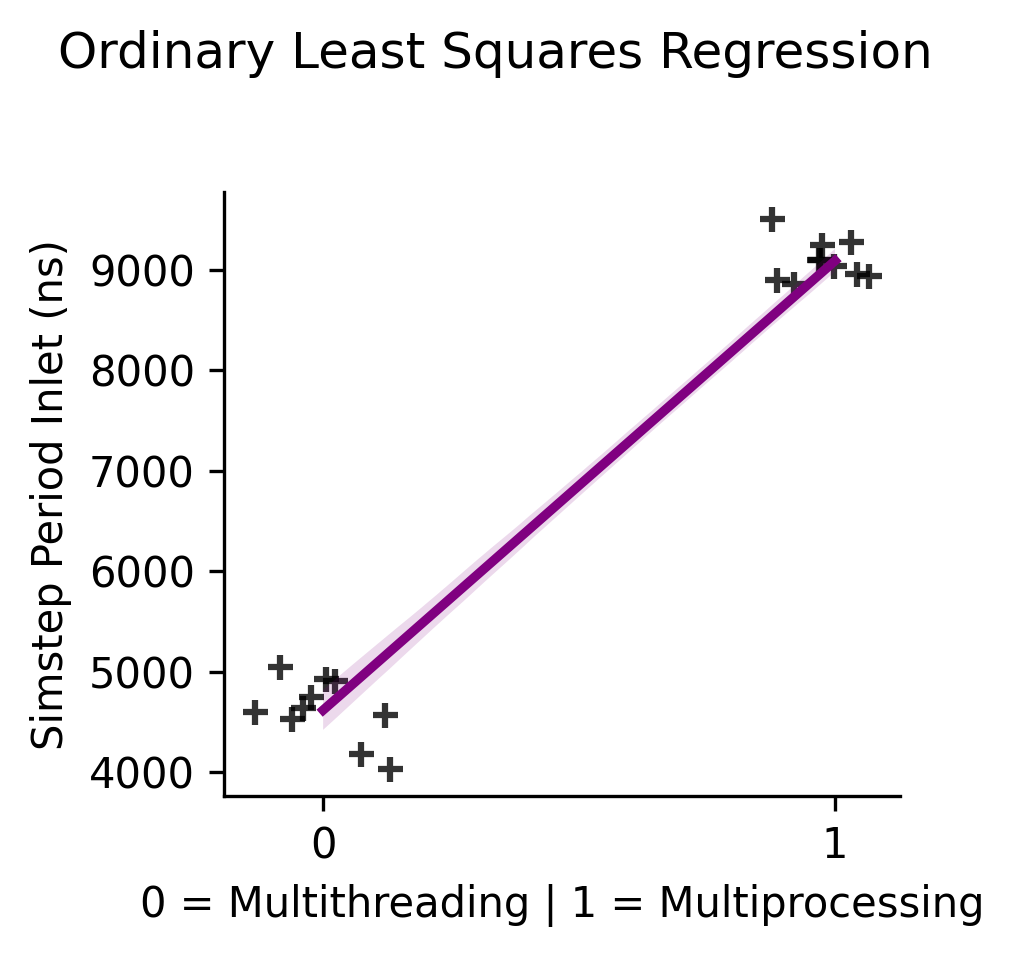 Ordinary Least Squares Regression
Simstep Period Inlet (ns)
9000
8000
7000
6000
5000
4000
0 1
0 = Multithreading | 1 = Multiprocessing